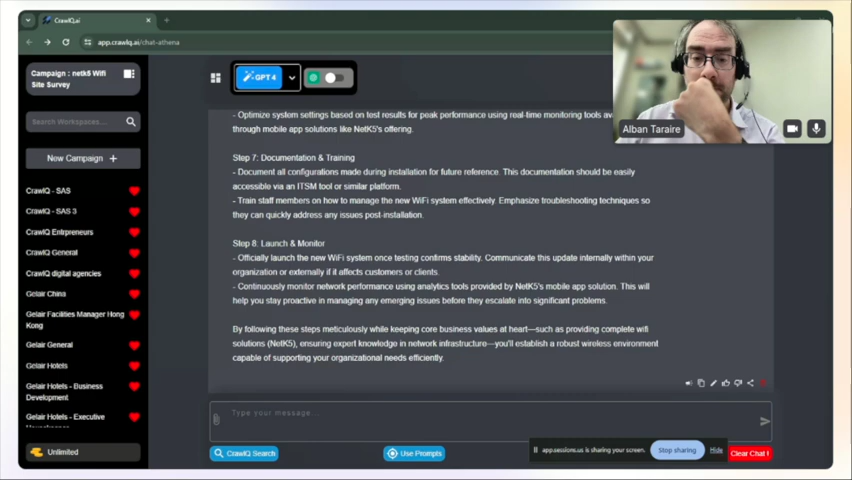 CrawlQ.ai
app.crawlq.ai/chat-athena
Campaign : netk5 Wifi
Site Survey
Search Workspaces...
New Campaign +
CrawlQ - SAS
CrawlQ - SAS 3
CrawlQ Entrpreneurs
CrawlQ General
CrawlQ digital agencies
Gelair China
Gelair Facilities Manager Hong
Kong
Gelair General
Gelair Hotels
Gelair Hotels - Business
Development
Gelair Hotels - Executive
Unlimited
GPT 4
- Optimize system settings based on test results for peak performance using real-time monitoring tools
through mobile app solutions like NetK5's offering.
Step 7: Documentation & Training
- Document all configurations made during installation for future reference. This documentation should be easily
accessible via an ITSM tool or similar platform.
- Train staff members on how to manage the new WiFi system effectively. Emphasize troubleshooting techniques so
they can quickly address any issues post-installation.
Step 8: Launch & Monitor
- Officially launch the new WiFi system once testing confirms stability. Communicate this update internally within your
organization or externally if it affects customers or clients.
- Continuously monitor network performance using analytics tools provided by NetK5's mobile app solution. This will
help you stay proactive in managing any emerging issues before they escalate into significant problems.
By following these steps meticulously while keeping core business values at heart—such as providing complete wifi
solutions (NetK5), ensuring expert knowledge in network infrastructure—you'll establish a robust wireless environment
capable of supporting your organizational needs efficiently.
Type your message...
CrawlQ Search
Use Prompts
app.sessions.us is sharing your screen.
Stop sharing
Hide
Clear Chat !
Alban Taraire